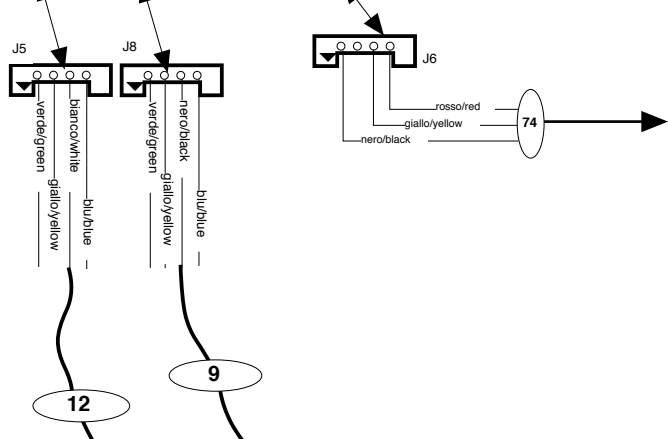 J5
J8
J6
verde/green
giallo/yellow
bianco/white
blu/blue
verde/green
giallo/yellow
nero/black
blu/blue
rosso/red
giallo/yellow
nero/black
74
9
12